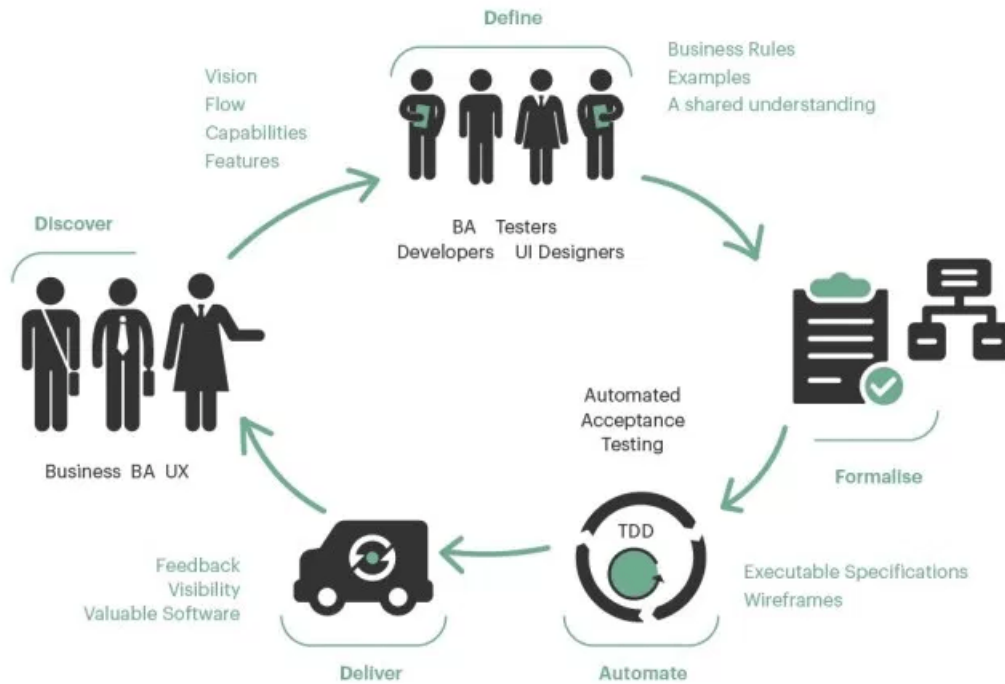 Define
Business Rules
Examples
A shared understanding
Vision
Flow
Capabilities
Features
BA Testers
Developers UI Designers
Discover
Business BA UX
Automated
Acceptance
Testing
Formalise
TDD
Executable Specifications
Wireframes
Feedback
Visibility
Valuable Software
Deliver
Automate